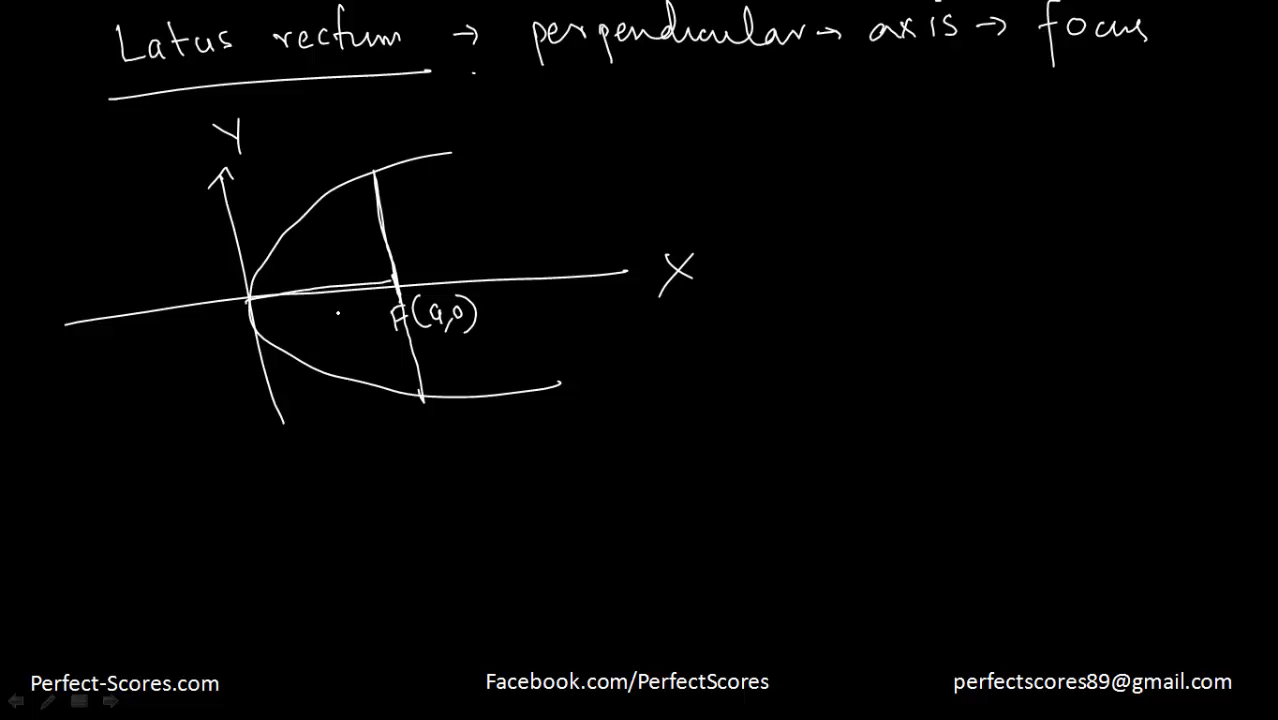 Latus rectum → perpendicular → axis → focus
Y
X
F(a,0)
Perfect-Scores.com
Facebook.com/PerfectScores
perfectscores89@gmail.com